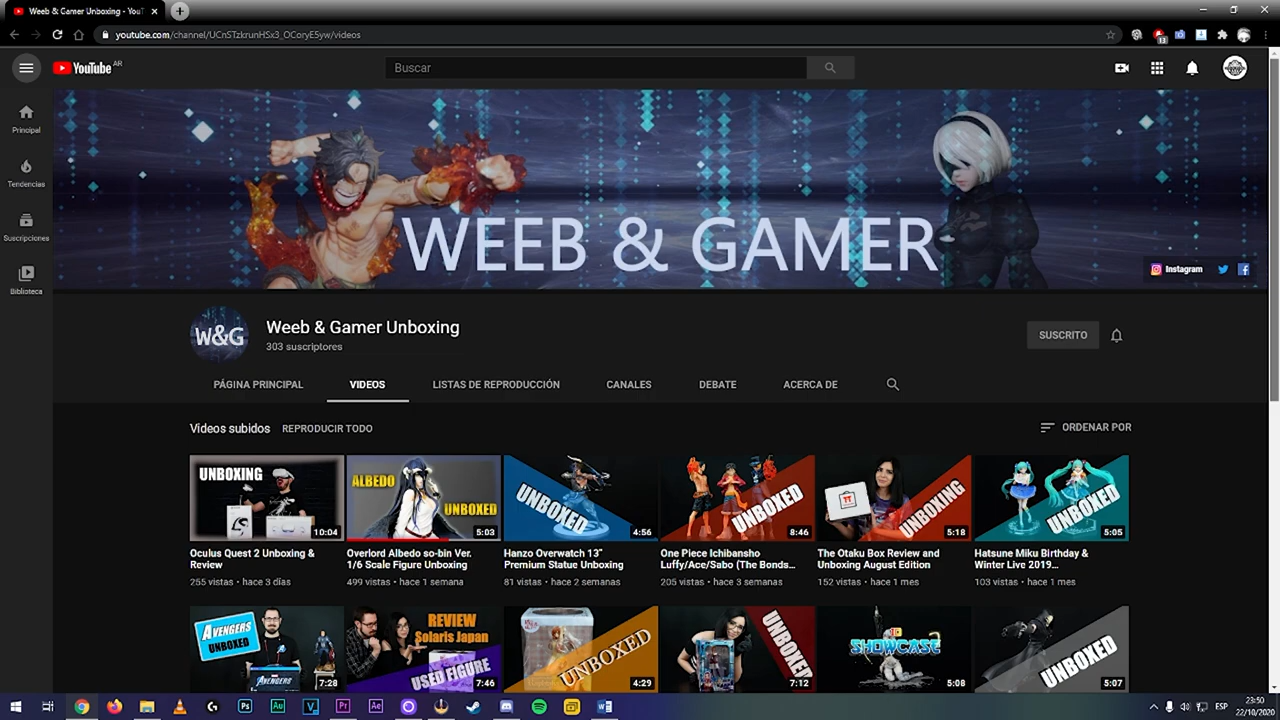 Weeb & Gamer Unboxing - YouT
youtube.com/channel/UCnSTzkrunHSx3_OCoryE5yw/videos
13
YouTube AR
Buscar
Principal
Tendencias
Suscripciones
Biblioteca
WEEB & GAMER
Instagram
W&G
Weeb & Gamer Unboxing
303 suscriptores
SUSCRITO
PÁGINA PRINCIPAL
VIDEOS
LISTAS DE REPRODUCCIÓN
CANALES
DEBATE
ACERCA DE
Vídeos subidos
REPRODUCIR TODO
ORDENAR POR
UNBOXING
10:04
Oculus Quest 2 Unboxing &
Review
255 vistas • hace 3 días
ALBEDO
UNBOXED
5:03
Overlord Albedo so-bin Ver.
1/6 Scale Figure Unboxing
499 vistas • hace 1 semana
UNBOXED
4:56
Hanzo Overwatch 13"
Premium Statue Unboxing
81 vistas • hace 2 semanas
UNBOXED
8:46
One Piece Ichibansho
Luffy/Ace/Sabo (The Bonds...
205 vistas • hace 3 semanas
UNBOXING
5:18
The Otaku Box Review and
Unboxing August Edition
152 vistas • hace 1 mes
UNBOXED
5:05
Hatsune Miku Birthday &
Winter Live 2019...
103 vistas • hace 1 mes
AVENGERS
UNBOXED
AVENGERS
7:28
REVIEW
Solaris Japan
USED FIGURE
7:46
UNBOXED
4:29
UNBOXED
7:12
SHOWCASE
5:08
UNBOXED
5:07
Ps
Au
V
Pr
Ae
ESP
23:50
22/10/2020